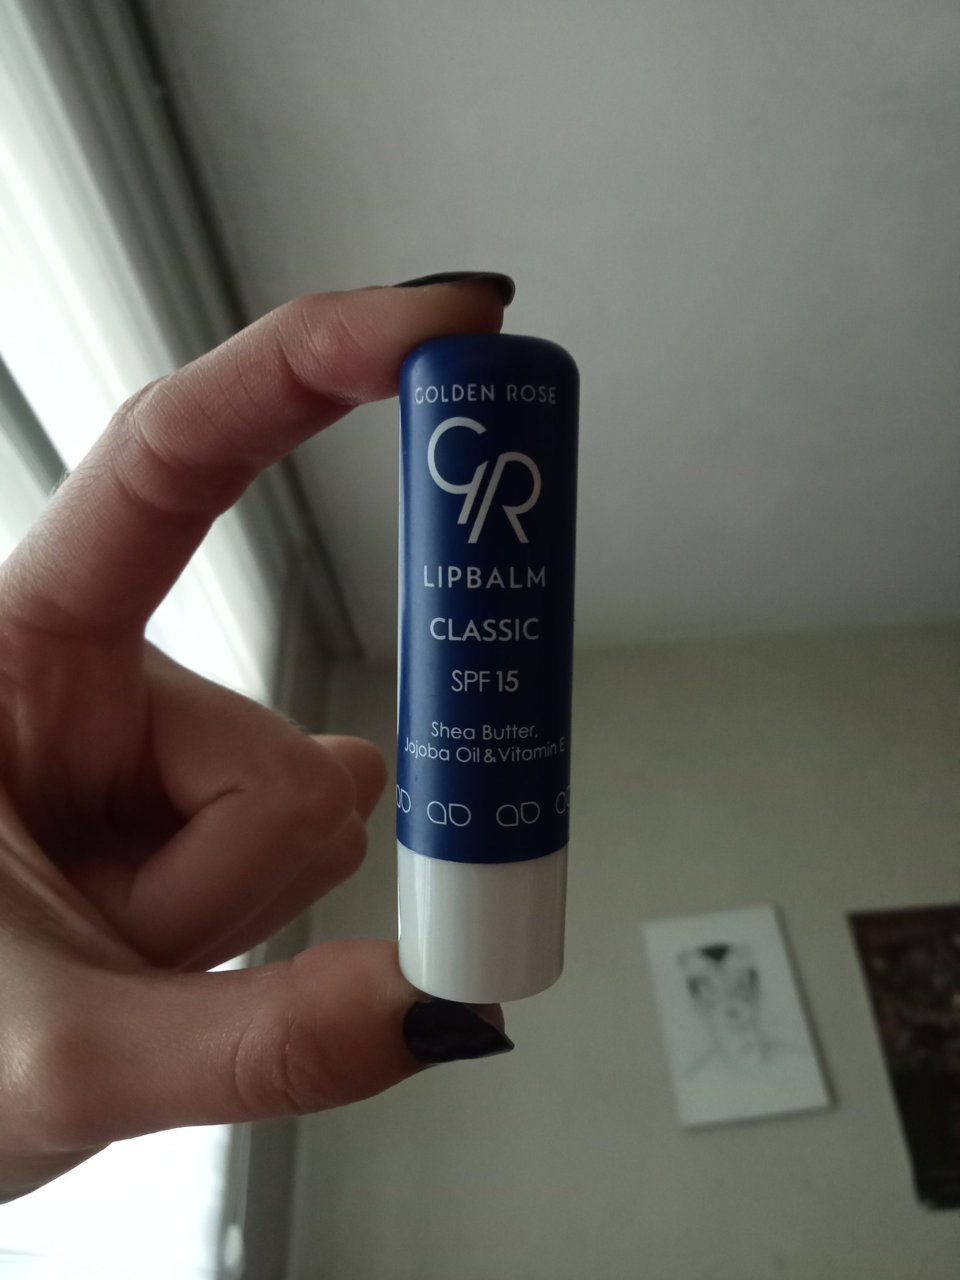 GOLDEN ROSE
GR
LIPBALM
CLASSIC
SPF 15
Shea Butter,
Jojoba Oil & Vitamin E